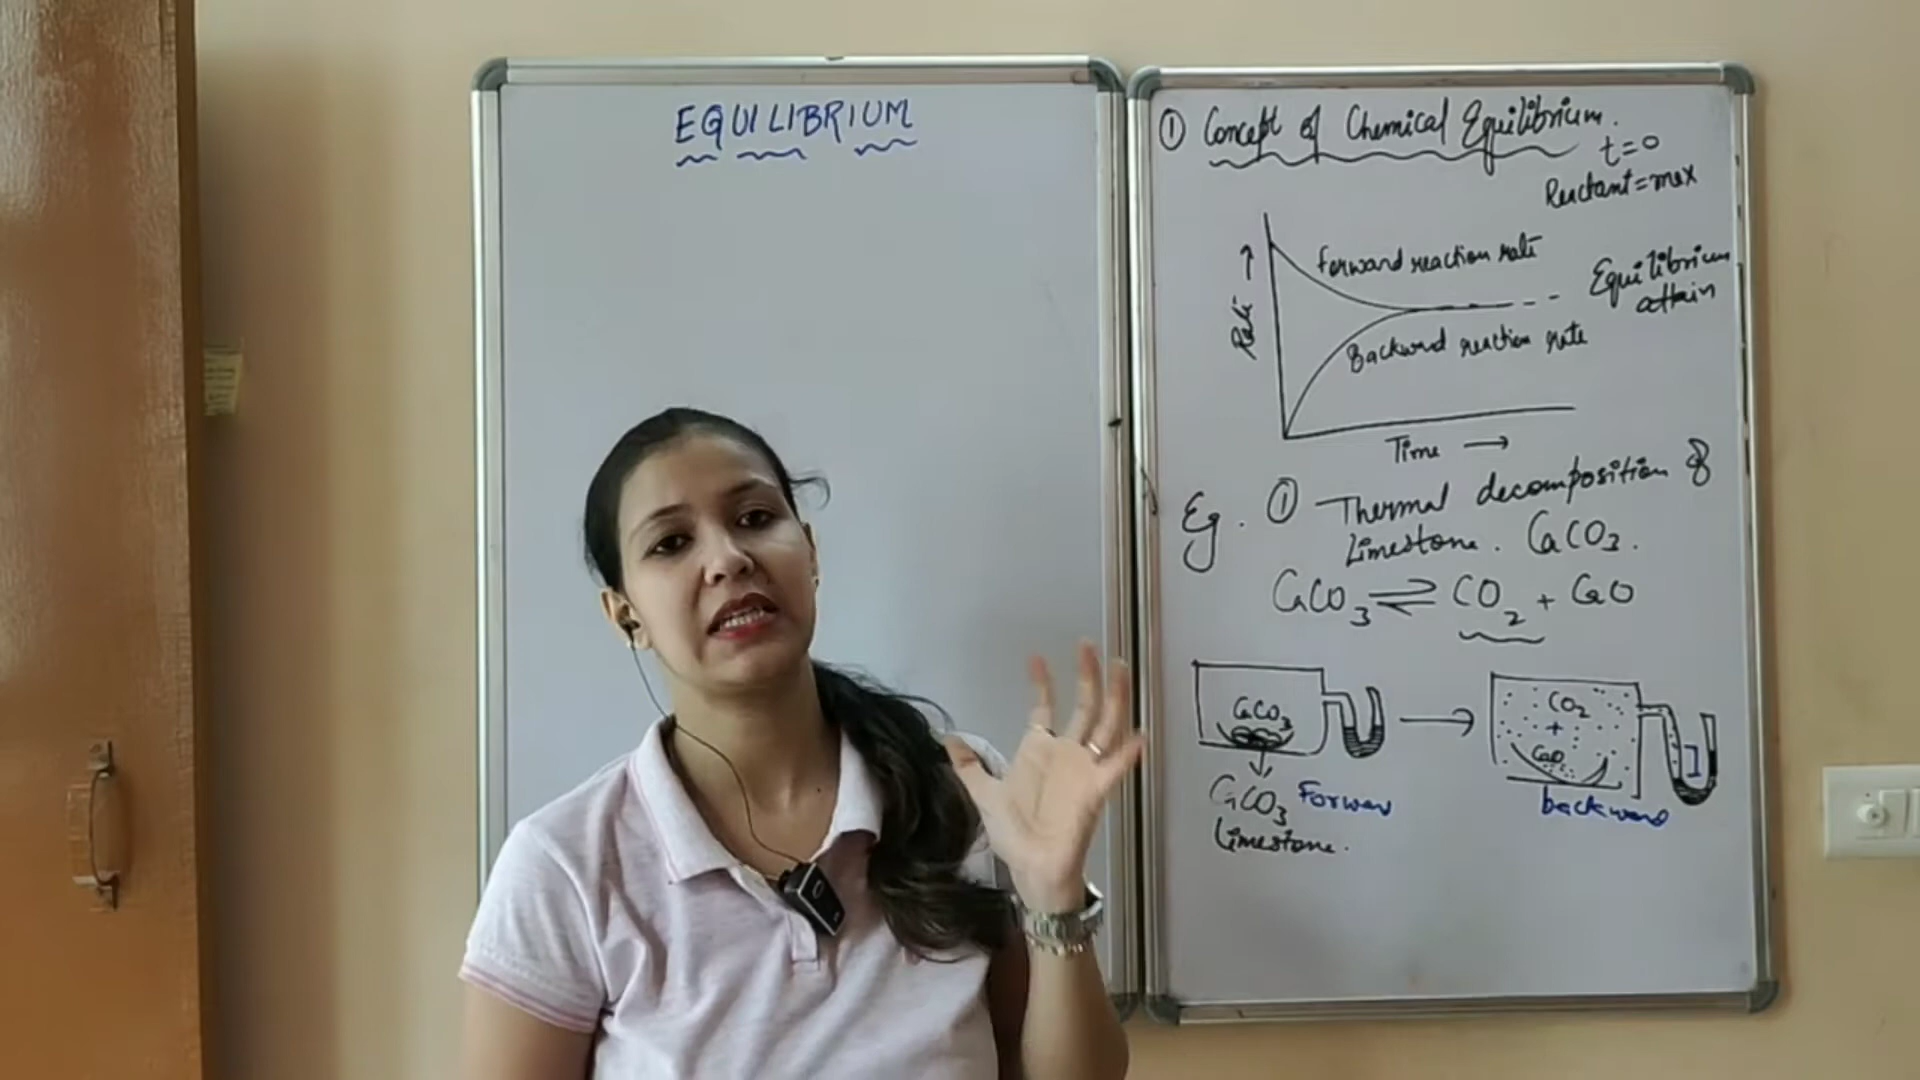 EQUILIBRIUM
① Concept of Chemical Equilibrium.
t=0
Reactant=max
Rate →
forward reaction rate
Equilibrium
attain
Backward reaction rate
Time →
Eg. ① Thermal decomposition of
limestone. CaCO3.
CaCO3 ⇌ CO2 + CaO
CaCO3
→
CO2
+
CaO
CaCO3
limestone.
Forwar
backward